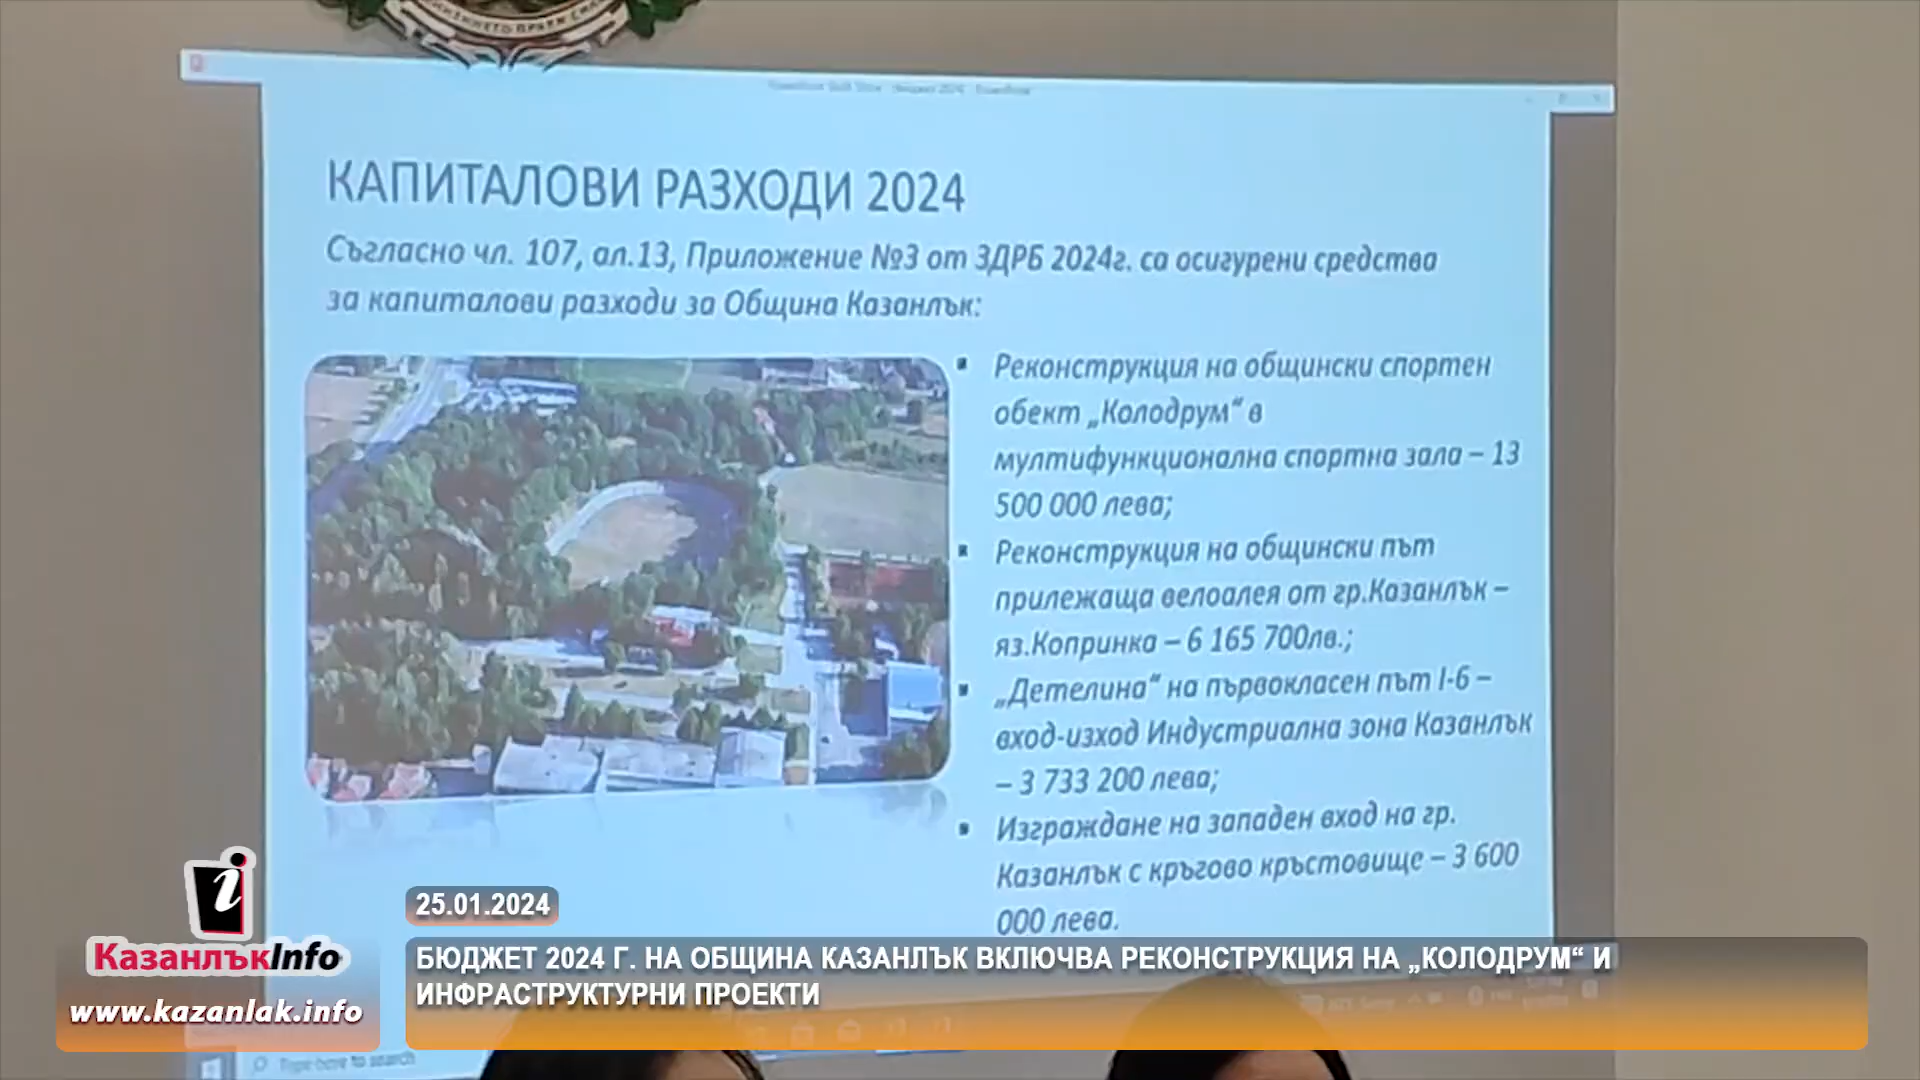 КАПИТАЛОВИ РАЗХОДИ 2024
Съгласно чл. 107, ал.13, Приложение №3 от ЗДРБ 2024г. са осигурени средства
за капиталови разходи за Община Казанлък:
▪ Реконструкция на общински спортен
обект „Колодрум“ в
мултифункционална спортна зала – 13
500 000 лева;
▪ Реконструкция на общински път
прилежаща велоалея от гр.Казанлък –
яз.Копринка – 6 165 700лв.;
▪ „Детелина“ на първокласен път I-6 –
вход-изход Индустриална зона Казанлък
– 3 733 200 лева;
▪ Изграждане на западен вход на гр.
Казанлък с кръгово кръстовище – 3 600
000 лева.
25.01.2024
БЮДЖЕТ 2024 Г. НА ОБЩИНА КАЗАНЛЪК ВКЛЮЧВА РЕКОНСТРУКЦИЯ НА „КОЛОДРУМ“ И
ИНФРАСТРУКТУРНИ ПРОЕКТИ
i
КазанлъкInfo
www.kazanlak.info
Type here to search